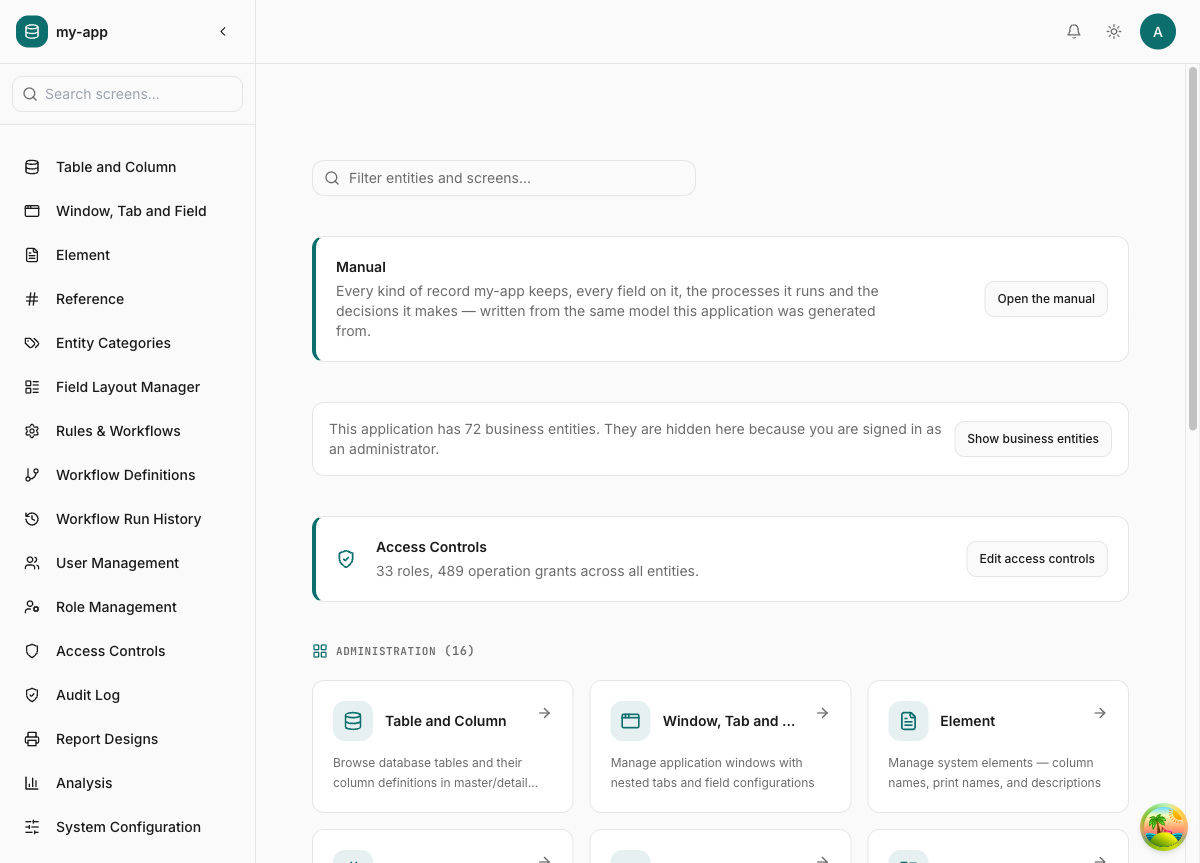 my-app
A
Search screens...
Table and Column
Window, Tab and Field
Element
Reference
Entity Categories
Field Layout Manager
Rules & Workflows
Workflow Definitions
Workflow Run History
User Management
Role Management
Access Controls
Audit Log
Report Designs
Analysis
System Configuration
Filter entities and screens...
Manual
Every kind of record my-app keeps, every field on it, the processes it runs and the
decisions it makes — written from the same model this application was generated
from.
Open the manual
This application has 72 business entities. They are hidden here because you are signed in as
an administrator.
Show business entities
Access Controls
33 roles, 489 operation grants across all entities.
Edit access controls
ADMINISTRATION (16)
Table and Column
Browse database tables and their
column definitions in master/detail...
Window, Tab and ...
Manage application windows with
nested tabs and field configurations
Element
Manage system elements — column
names, print names, and descriptions